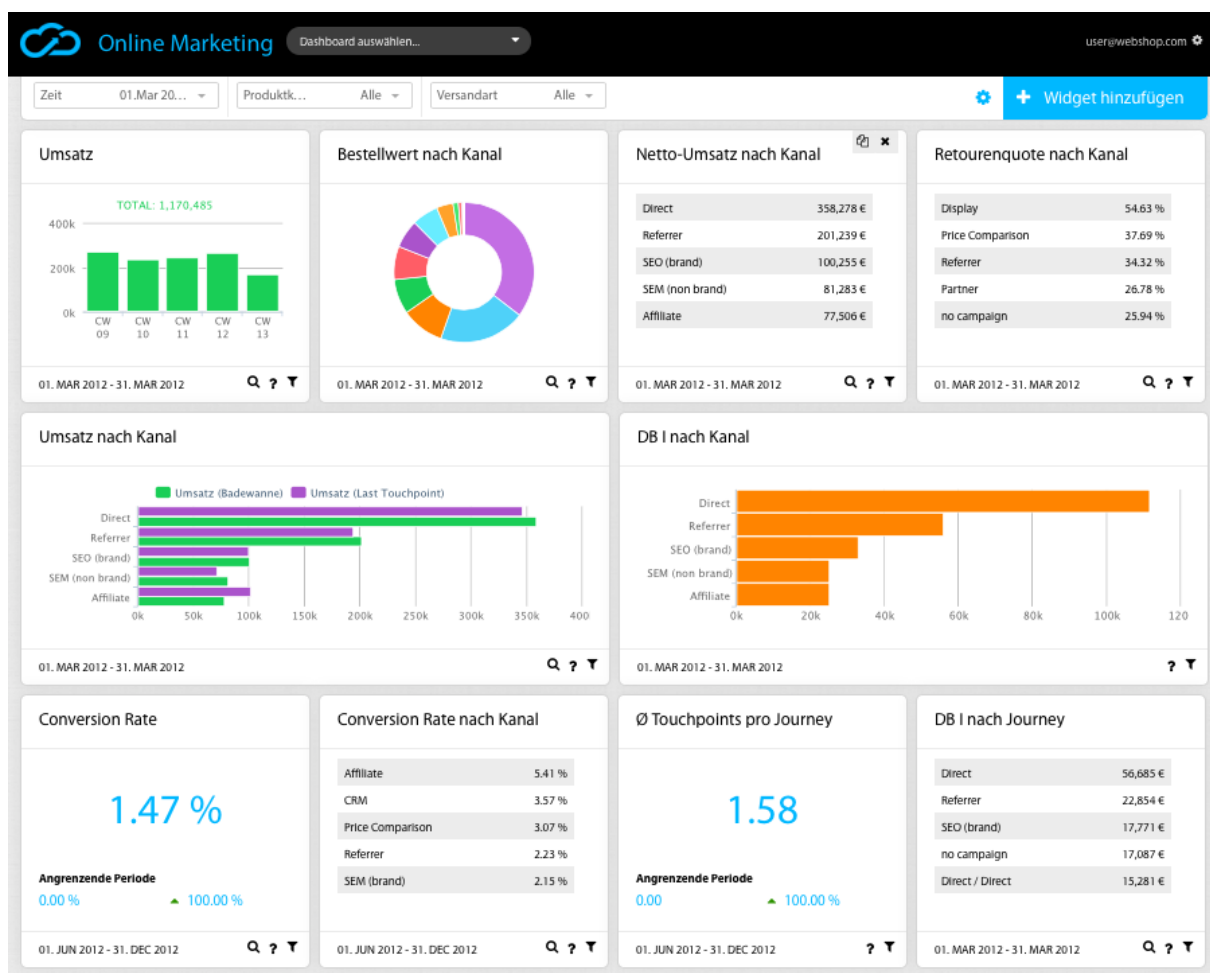 Online Marketing
Dashboard auswählen...
user@webshop.com
Zeit 01.Mar 20...
Produktk... Alle
Versandart Alle
+ Widget hinzufügen
Umsatz
TOTAL: 1,170,485
400k
200k
0k
CW 09
CW 10
CW 11
CW 12
CW 13
01. MAR 2012 - 31. MAR 2012 ?
Bestellwert nach Kanal
01. MAR 2012 - 31. MAR 2012 ?
Netto-Umsatz nach Kanal
Direct 358,278 €
Referrer 201,239 €
SEO (brand) 100,255 €
SEM (non brand) 81,283 €
Affiliate 77,506 €
01. MAR 2012 - 31. MAR 2012 ?
Retourenquote nach Kanal
Display 54.63 %
Price Comparison 37.69 %
Referrer 34.32 %
Partner 26.78 %
no campaign 25.94 %
01. MAR 2012 - 31. MAR 2012 ?
Umsatz nach Kanal
Umsatz (Badewanne) Umsatz (Last Touchpoint)
Direct
Referrer
SEO (brand)
SEM (non brand)
Affiliate
0k 50k 100k 150k 200k 250k 300k 350k 400
01. MAR 2012 - 31. MAR 2012 ?
DB I nach Kanal
Direct
Referrer
SEO (brand)
SEM (non brand)
Affiliate
0k 20k 40k 60k 80k 100k 120
01. MAR 2012 - 31. MAR 2012 ?
Conversion Rate
1.47 %
Angrenzende Periode
0.00 % 100.00 %
01. JUN 2012 - 31. DEC 2012 ?
Conversion Rate nach Kanal
Affiliate 5.41 %
CRM 3.57 %
Price Comparison 3.07 %
Referrer 2.23 %
SEM (brand) 2.15 %
01. JUN 2012 - 31. DEC 2012 ?
Ø Touchpoints pro Journey
1.58
Angrenzende Periode
0.00 100.00 %
01. JUN 2012 - 31. DEC 2012 ?
DB I nach Journey
Direct 56,685 €
Referrer 22,854 €
SEO (brand) 17,771 €
no campaign 17,087 €
Direct / Direct 15,281 €
01. MAR 2012 - 31. MAR 2012 ?